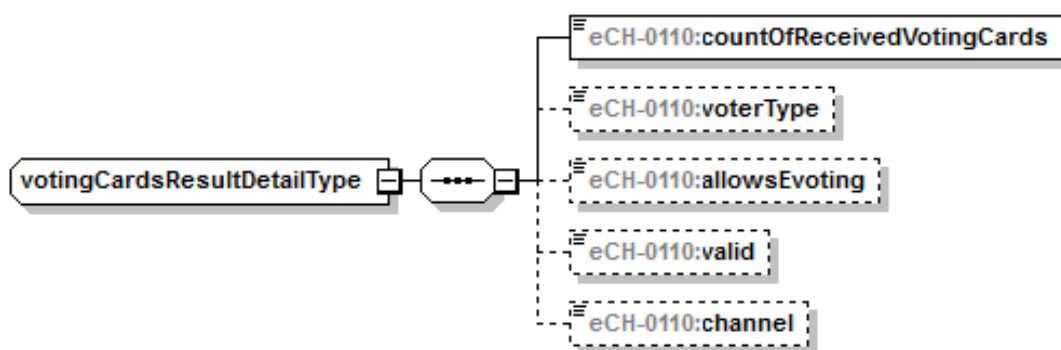 eCH-0110:countOfReceivedVotingCards
eCH-0110:voterType
votingCardsResultDetailType
eCH-0110:allowsEvoting
eCH-0110:valid
eCH-0110:channel